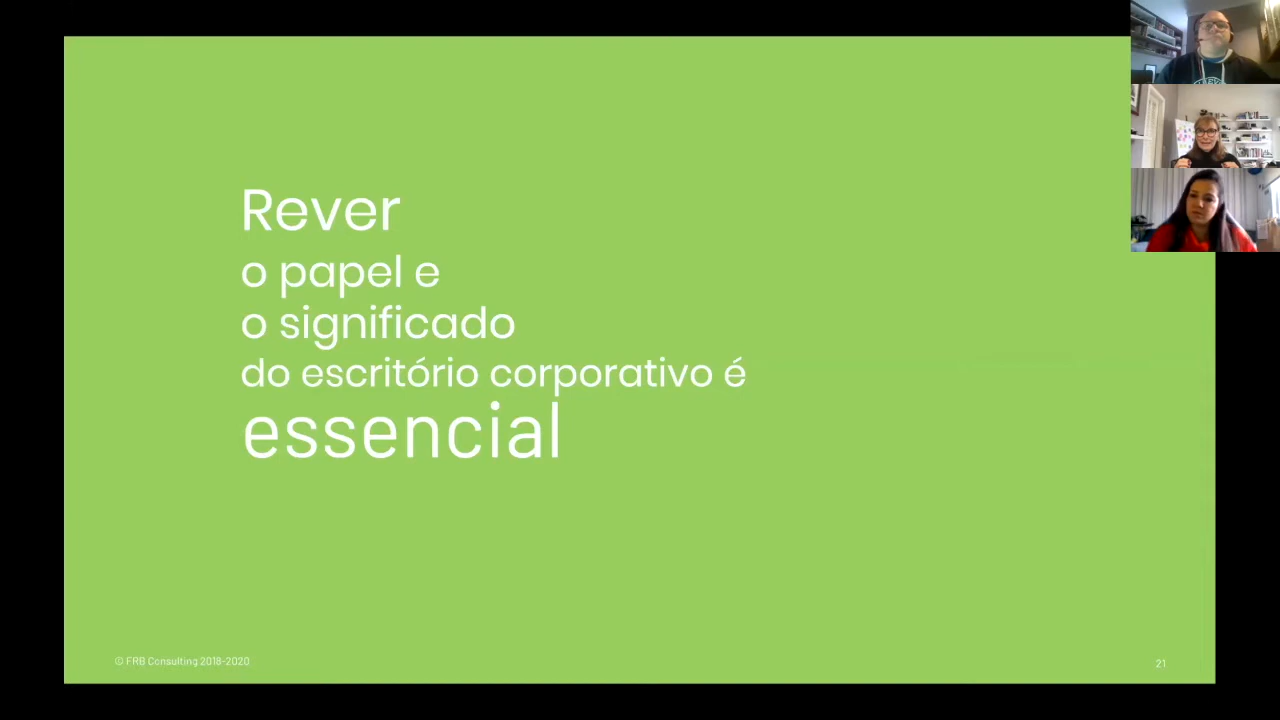 Rever
o papel e
o significado
do escritório corporativo é
essencial
© FRB Consulting 2018-2020
21